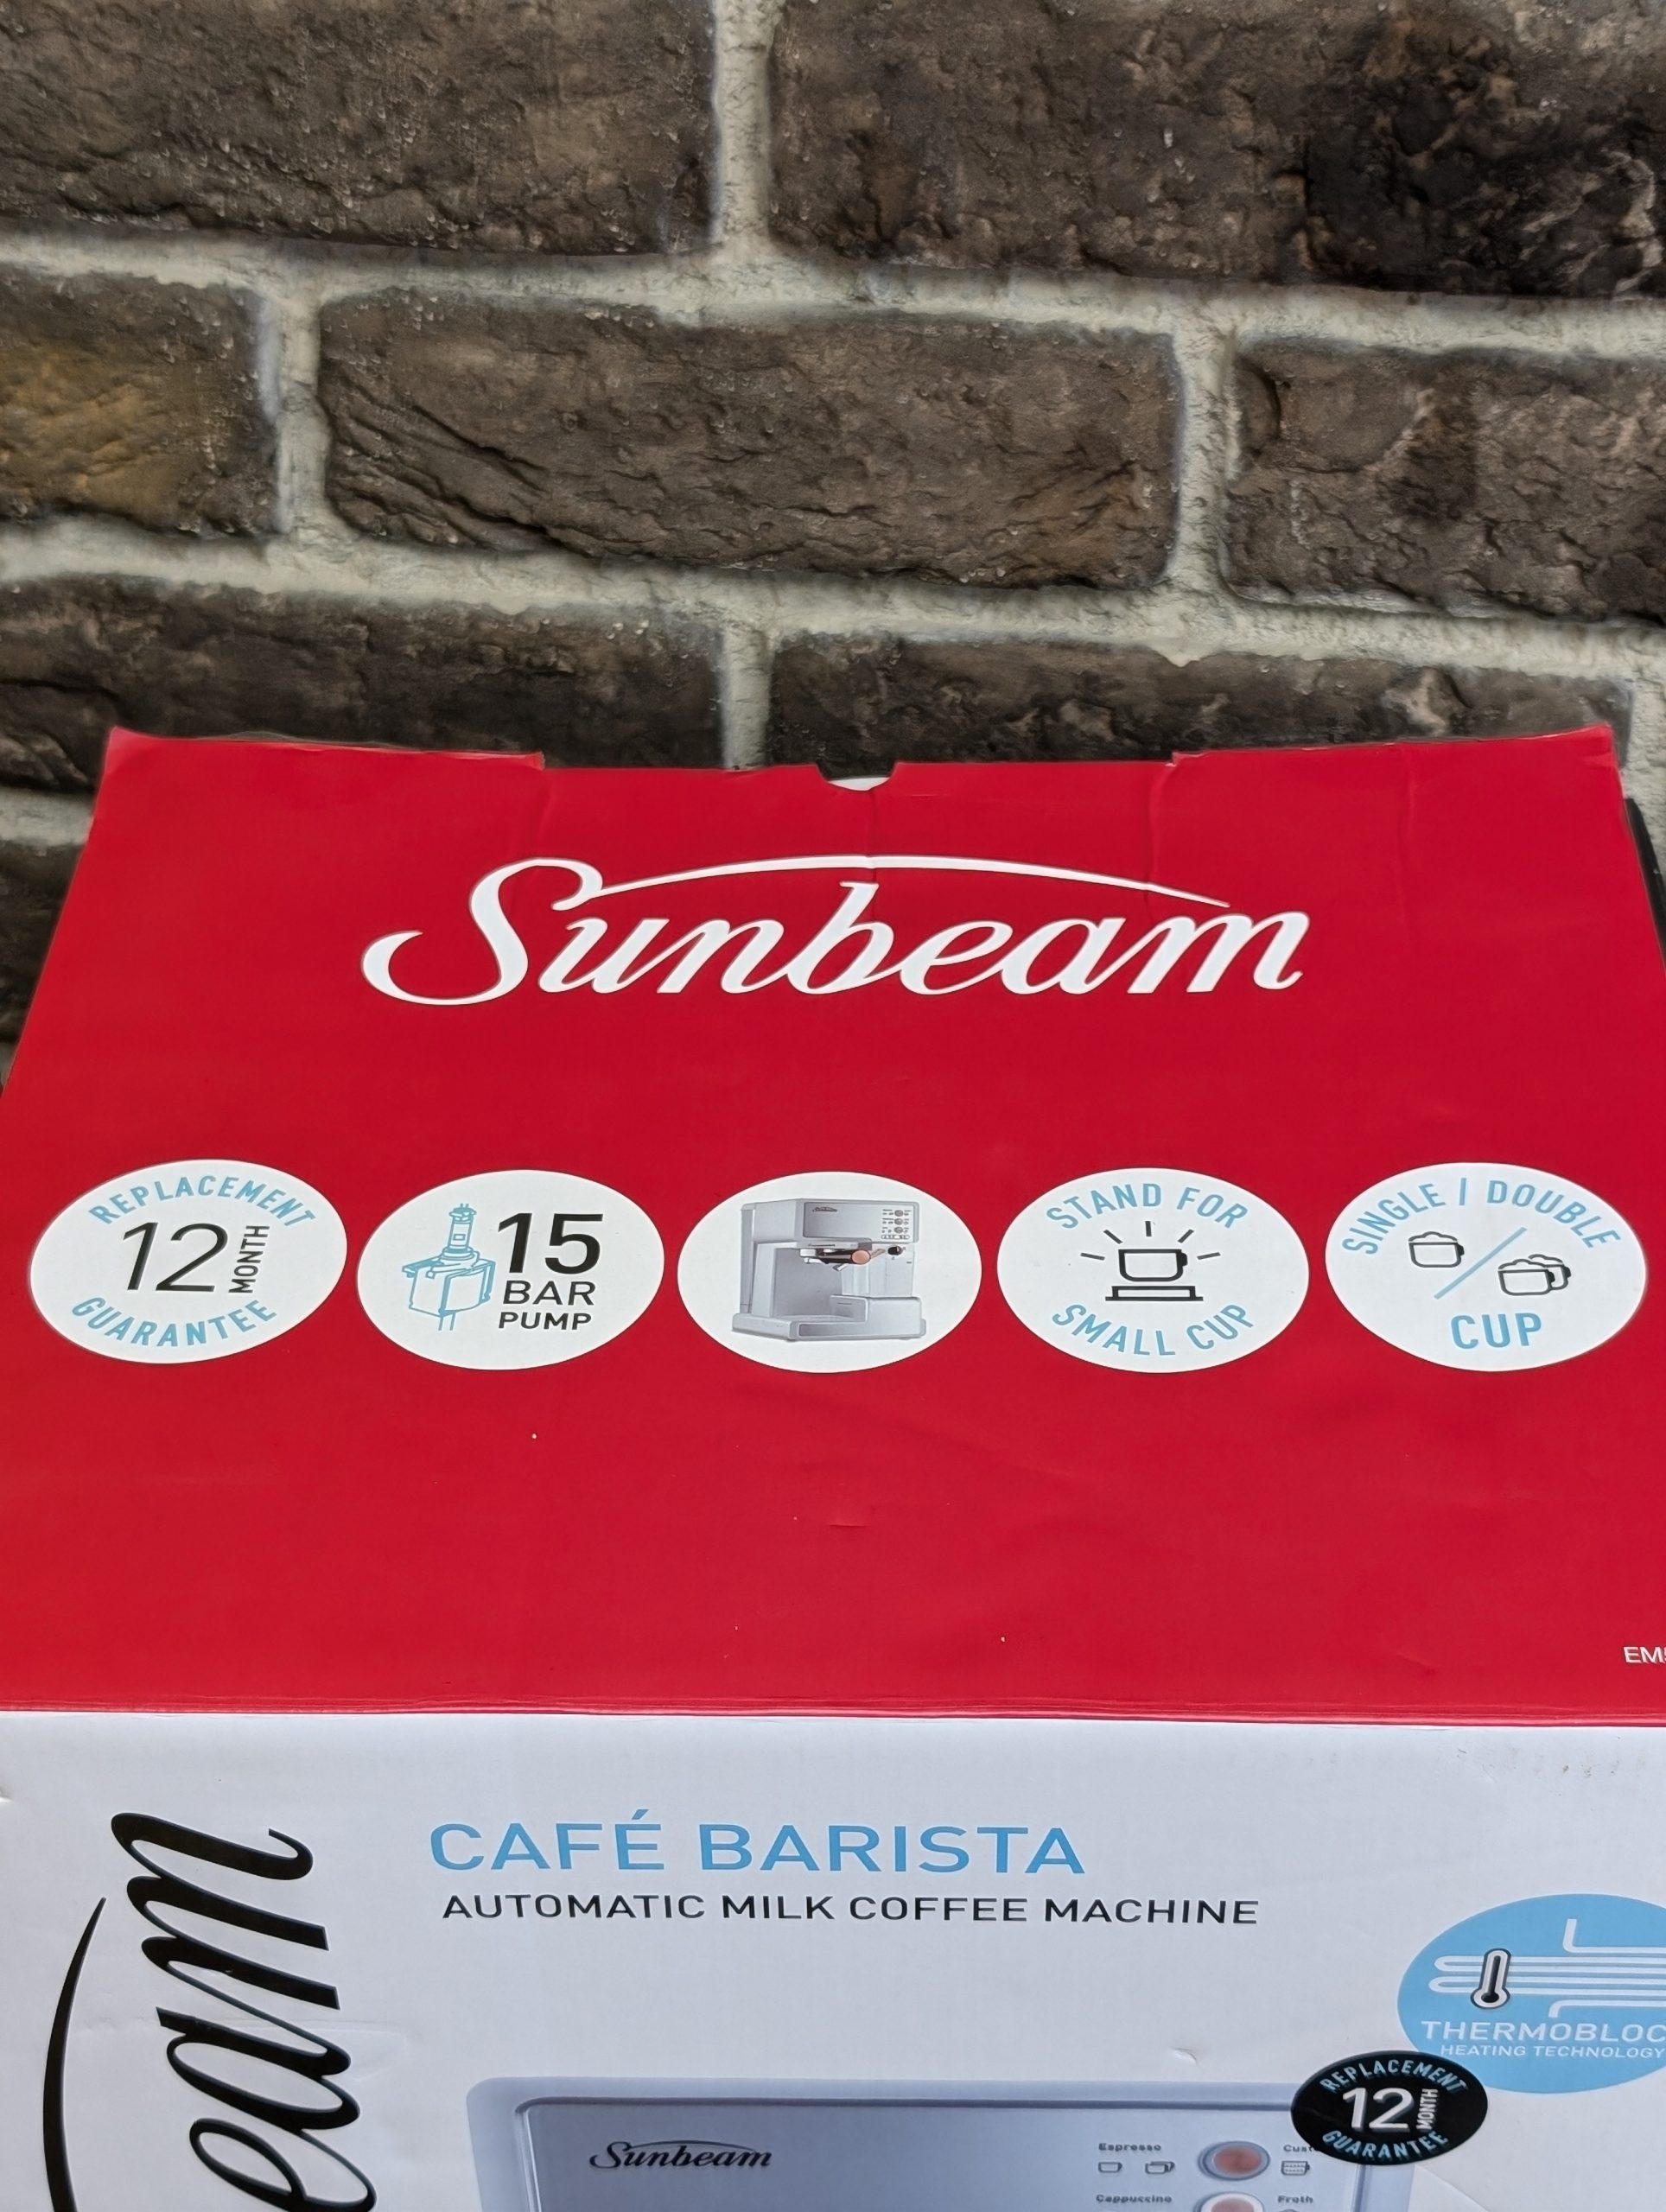 Sunbeam
REPLACEMENT
12 MONTH
GUARANTEE
15
BAR
PUMP
STAND FOR
SMALL CUP
SINGLE | DOUBLE
CUP
CAFÉ BARISTA
AUTOMATIC MILK COFFEE MACHINE
HEATING TECHNOLOGY
REPLACEMENT
12 MONTH
GUARANTEE
Sunbeam
Espresso
Cappuccino
Froth